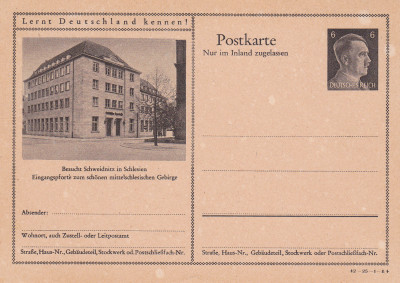 Lernt Deutschland kennen!
Besucht Schweidnitz in Schlesien
Eingangspforte zum schönen mittelschlesischen Gebirge
Absender:
Wohnort, auch Zustell- oder Leitpostamt
Straße, Haus-Nr., Gebäudeteil, Stockwerk od. Postschließfach-Nr.
Postkarte
Nur im Inland zugelassen
6 6
DEUTSCHES REICH
Straße, Haus-Nr., Gebäudeteil, Stockwerk oder Postschließfach-Nr.